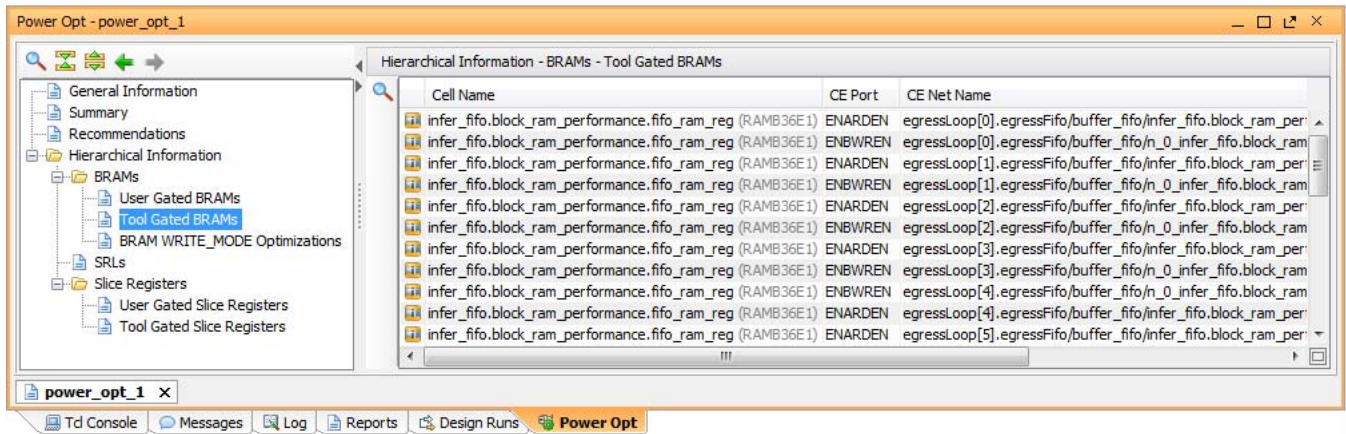 Power Opt - power_opt_1
General Information
Summary
Recommendations
Hierarchical Information
BRAMs
User Gated BRAMs
Tool Gated BRAMs
BRAM WRITE_MODE Optimizations
SRLs
Slice Registers
User Gated Slice Registers
Tool Gated Slice Registers
Hierarchical Information - BRAMs - Tool Gated BRAMs
Cell Name CE Port CE Net Name
infer_fifo.block_ram_performance.fifo_ram_reg (RAMB36E1) ENARDEN egressLoop[0].egressFifo/buffer_fifo/infer_fifo.block_ram_per
infer_fifo.block_ram_performance.fifo_ram_reg (RAMB36E1) ENBWREN egressLoop[0].egressFifo/buffer_fifo/n_0_infer_fifo.block_ram
infer_fifo.block_ram_performance.fifo_ram_reg (RAMB36E1) ENARDEN egressLoop[1].egressFifo/buffer_fifo/infer_fifo.block_ram_per
infer_fifo.block_ram_performance.fifo_ram_reg (RAMB36E1) ENBWREN egressLoop[1].egressFifo/buffer_fifo/n_0_infer_fifo.block_ram
infer_fifo.block_ram_performance.fifo_ram_reg (RAMB36E1) ENARDEN egressLoop[2].egressFifo/buffer_fifo/infer_fifo.block_ram_per
infer_fifo.block_ram_performance.fifo_ram_reg (RAMB36E1) ENBWREN egressLoop[2].egressFifo/buffer_fifo/n_0_infer_fifo.block_ram
infer_fifo.block_ram_performance.fifo_ram_reg (RAMB36E1) ENARDEN egressLoop[3].egressFifo/buffer_fifo/infer_fifo.block_ram_per
infer_fifo.block_ram_performance.fifo_ram_reg (RAMB36E1) ENBWREN egressLoop[3].egressFifo/buffer_fifo/n_0_infer_fifo.block_ram
infer_fifo.block_ram_performance.fifo_ram_reg (RAMB36E1) ENBWREN egressLoop[4].egressFifo/buffer_fifo/n_0_infer_fifo.block_ram
infer_fifo.block_ram_performance.fifo_ram_reg (RAMB36E1) ENARDEN egressLoop[4].egressFifo/buffer_fifo/infer_fifo.block_ram_per
infer_fifo.block_ram_performance.fifo_ram_reg (RAMB36E1) ENARDEN egressLoop[5].egressFifo/buffer_fifo/infer_fifo.block_ram_per
power_opt_1
Tcl Console Messages Log Reports Design Runs Power Opt